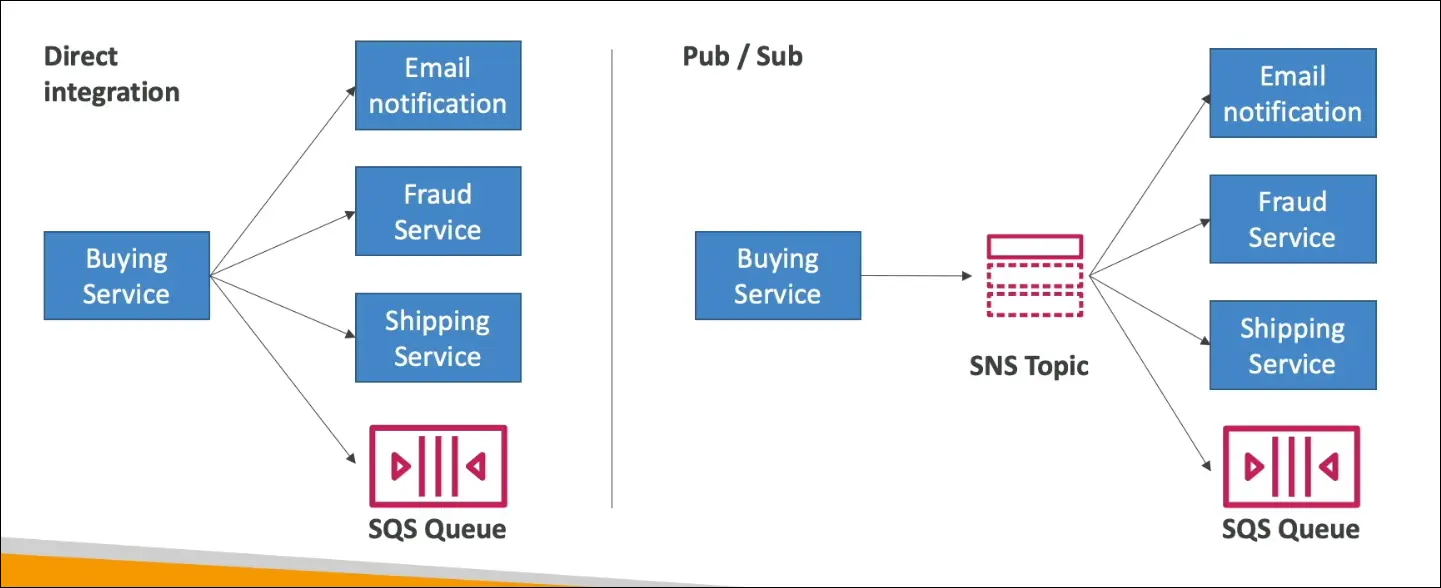 Direct
integration
Email
notification
Fraud
Service
Buying
Service
Shipping
Service
SQS Queue
Pub / Sub
Email
notification
Fraud
Service
Buying
Service
SNS Topic
Shipping
Service
SQS Queue